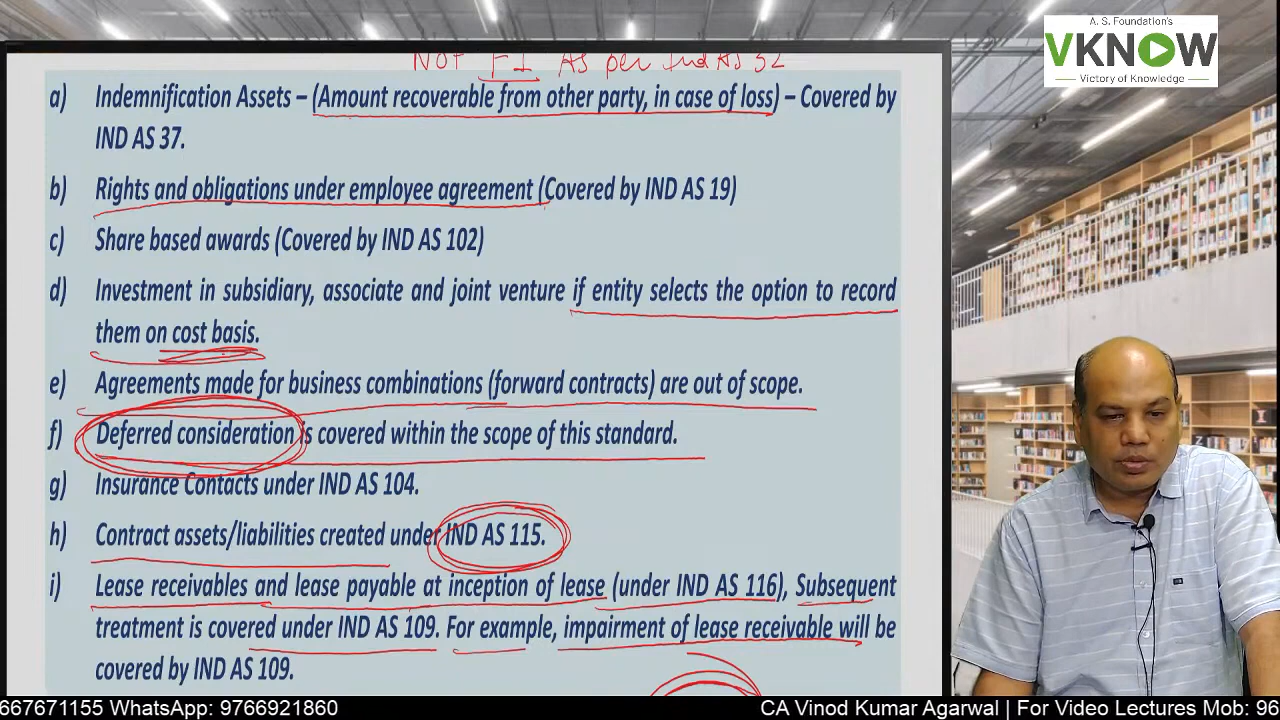 A. S. Foundation's
VKNOW
Victory of Knowledge
NOT FI As per Ind AS 32
a) Indemnification Assets – (Amount recoverable from other party, in case of loss) – Covered by
IND AS 37.
b) Rights and obligations under employee agreement (Covered by IND AS 19)
c) Share based awards (Covered by IND AS 102)
d) Investment in subsidiary, associate and joint venture if entity selects the option to record
them on cost basis.
e) Agreements made for business combinations (forward contracts) are out of scope.
f) Deferred consideration is covered within the scope of this standard.
g) Insurance Contacts under IND AS 104.
h) Contract assets/liabilities created under IND AS 115.
i) Lease receivables and lease payable at inception of lease (under IND AS 116), Subsequent
treatment is covered under IND AS 109. For example, impairment of lease receivable will be
covered by IND AS 109.
667671155 WhatsApp: 9766921860
CA Vinod Kumar Agarwal | For Video Lectures Mob: 96